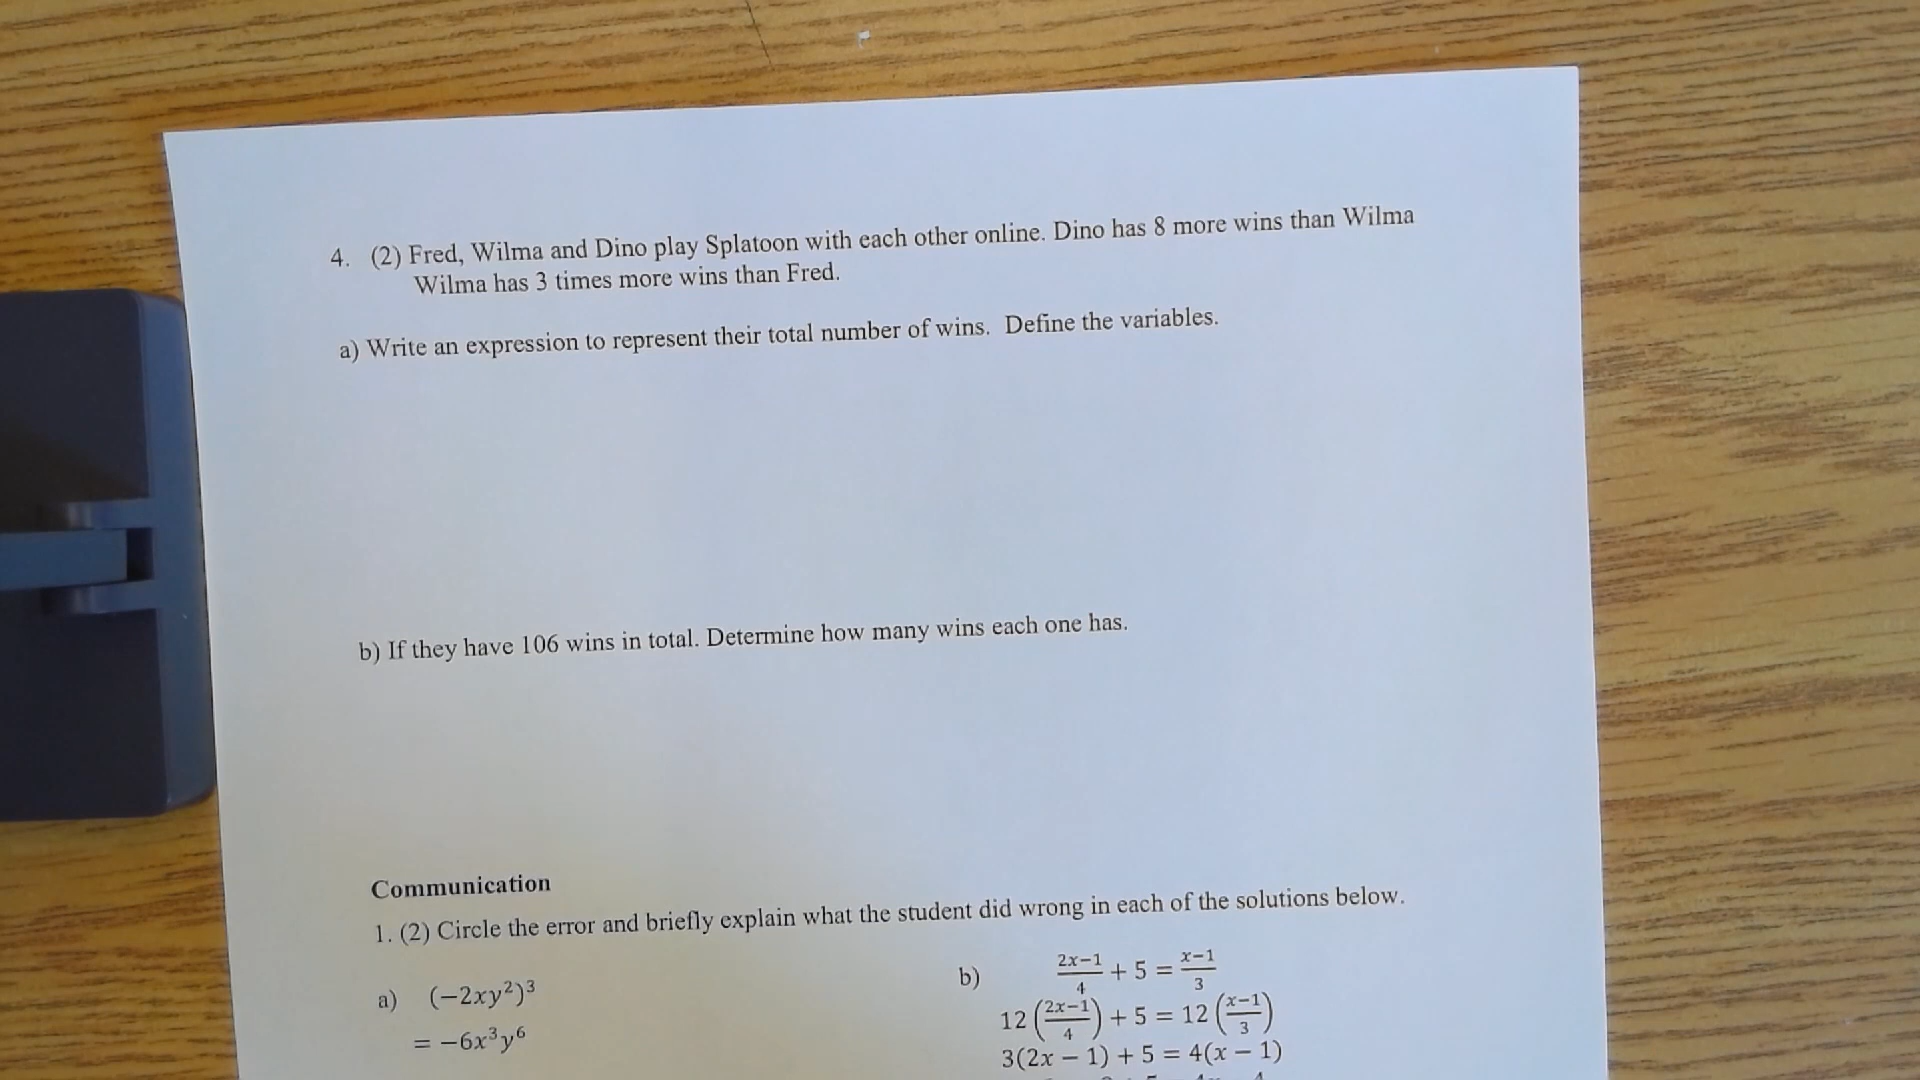 4. (2) Fred, Wilma and Dino play Splatoon with each other online. Dino has 8 more wins than Wilma
Wilma has 3 times more wins than Fred.
a) Write an expression to represent their total number of wins. Define the variables.
b) If they have 106 wins in total. Determine how many wins each one has.
Communication
1. (2) Circle the error and briefly explain what the student did wrong in each of the solutions below.
a) (−2xy²)³
= −6x³y⁶
b) (2x−1)/4 + 5 = (x−1)/3
12((2x−1)/4) + 5 = 12((x−1)/3)
3(2x − 1) + 5 = 4(x − 1)